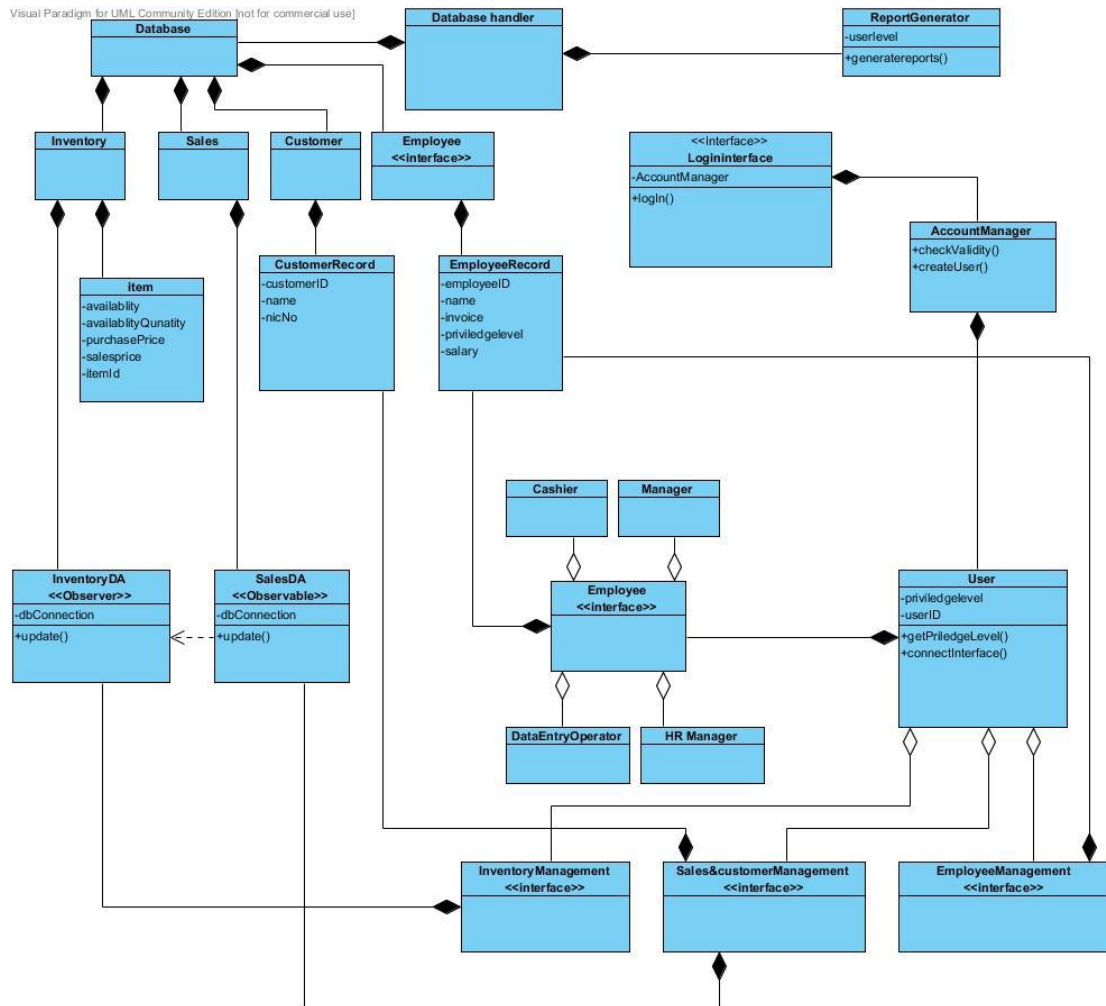 Visual Paradigm for UML Community Edition [not for commercial use]
Database
Database handler
ReportGenerator
-userlevel
+generatereports()
Inventory
Sales
Customer
Employee
<<interface>>
<<Interface>>
Logininterface
-AccountManager
+logIn()
AccountManager
+checkValidity()
+createUser()
item
-availablity
-availablityQunatity
-purchasePrice
-salesprice
-itemId
CustomerRecord
-customerID
-name
-nicNo
EmployeeRecord
-employeeID
-name
-invoice
-priviledgelevel
-salary
Cashier
Manager
InventoryDA
<<Observer>>
-dbConnection
+update()
SalesDA
<<Observable>>
-dbConnection
+update()
Employee
<<interface>>
User
-priviledgelevel
-userID
+getPriledgeLevel()
+connectInterface()
DataEntryOperator
HR Manager
InventoryManagement
<<interface>>
Sales&customerManagement
<<interface>>
EmployeeManagement
<<interface>>